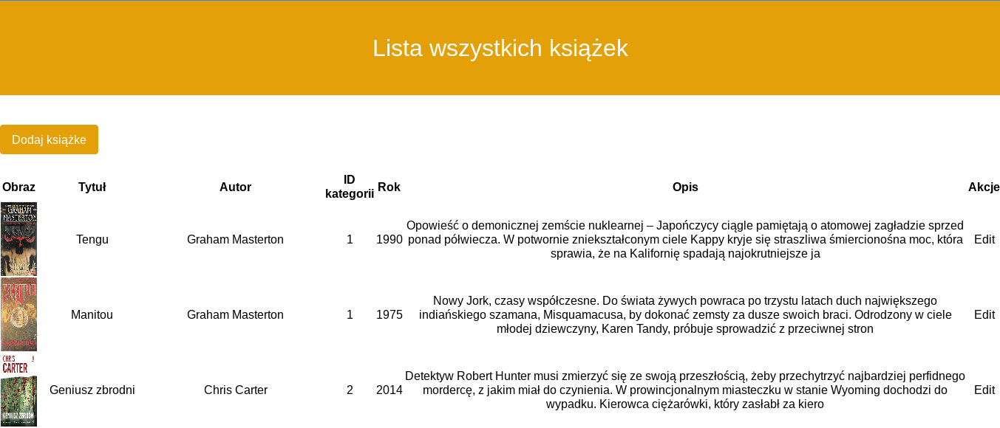 Lista wszystkich książek
Dodaj książke
Obraz Tytuł Autor ID kategorii Rok Opis Akcje
GRAHAM
MASTERTON
Tengu Graham Masterton 1 1990 Opowieść o demonicznej zemście nuklearnej – Japończycy ciągle pamiętają o atomowej zagładzie sprzed
ponad półwiecza. W potwornie zniekształconym ciele Kappy kryje się straszliwa śmiercionośna moc, która
sprawia, że na Kalifornię spadają najokrutniejsze ja
Edit
Manitou Graham Masterton 1 1975 Nowy Jork, czasy współczesne. Do świata żywych powraca po trzystu latach duch największego
indiańskiego szamana, Misquamacusa, by dokonać zemsty za dusze swoich braci. Odrodzony w ciele
młodej dziewczyny, Karen Tandy, próbuje sprowadzić z przeciwnej stron
Edit
CHRIS
CARTER
GENIUSZ ZBRODNI
Geniusz zbrodni Chris Carter 2 2014 Detektyw Robert Hunter musi zmierzyć się ze swoją przeszłością, żeby przechytrzyć najbardziej perfidnego
mordercę, z jakim miał do czynienia. W prowincjonalnym miasteczku w stanie Wyoming dochodzi do
wypadku. Kierowca ciężarówki, który zasłabł za kiero
Edit